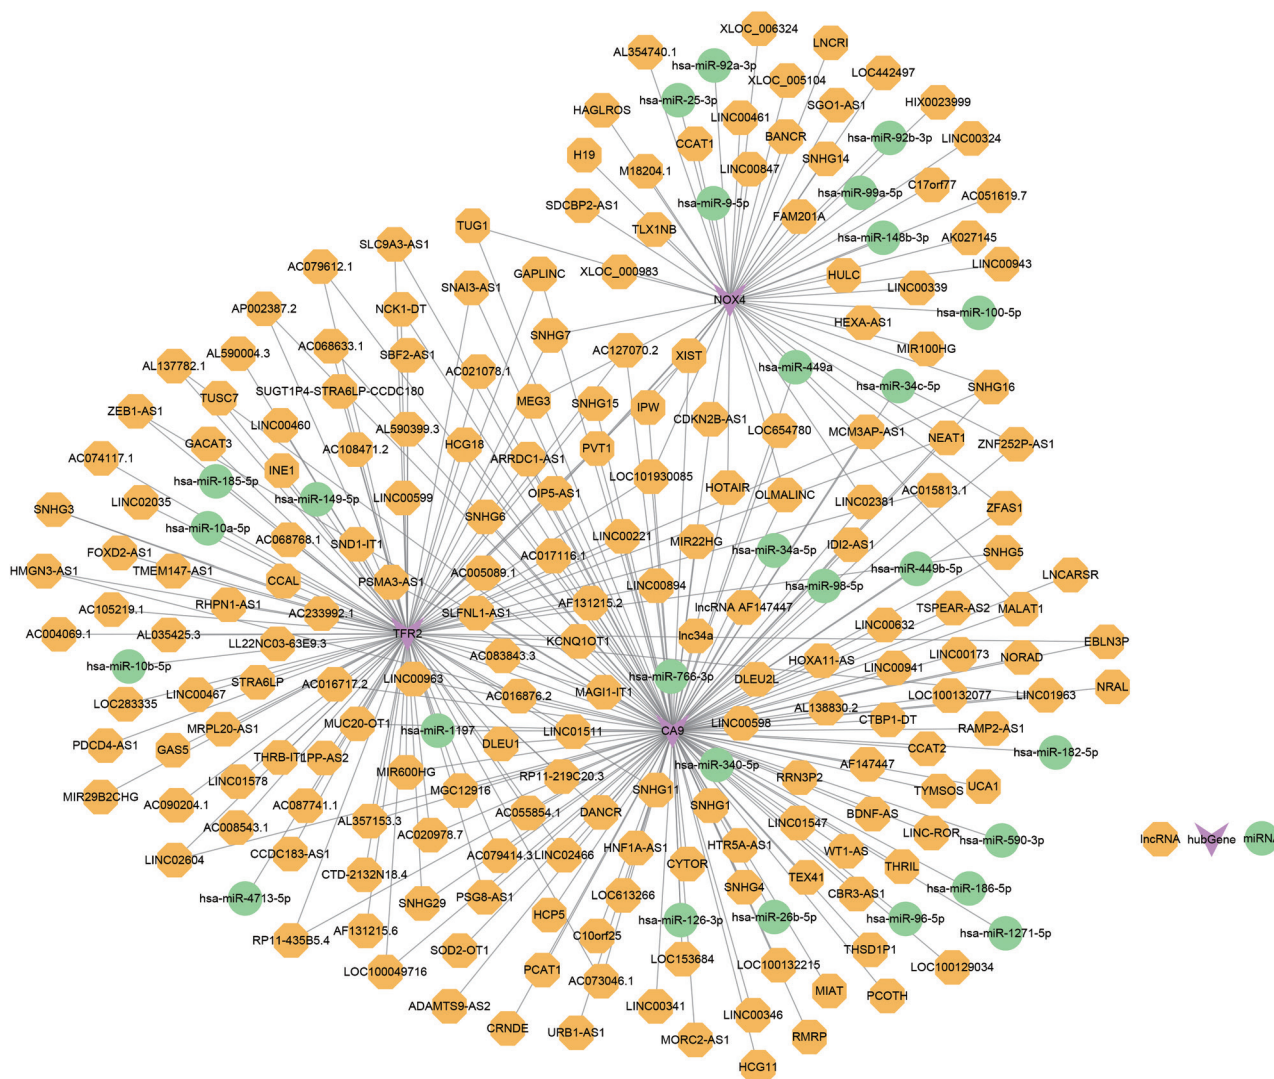 XLOC_006324
LNCRI
AL354740.1
hsa-miR-92a-3p
XLOC_005104
LOC442497
hsa-miR-25-3p
SGO1-AS1
HIX0023999
HAGLROS
LINC00461
BANCR
hsa-miR-92b-3p
LINC00324
CCAT1
H19
SNHG14
M18204.1
LINC00847
C17orf77
hsa-miR-99a-5p
AC051619.7
SDCBP2-AS1
hsa-miR-9-5p
FAM201A
TUG1
TLX1NB
hsa-miR-148b-3p
AK027145
SLC9A3-AS1
AC079612.1
GAPLINC
XLOC_000983
HULC
LINC00943
SNAI3-AS1
LINC00339
NOX4
AP002387.2
NCK1-DT
hsa-miR-100-5p
HEXA-AS1
SNHG7
AC068633.1
AL590004.3
SBF2-AS1
AC127070.2
XIST
MIR100HG
AL137782.1
hsa-miR-449a
AC021078.1
hsa-miR-34c-5p
SUGT1P4-STRA6LP-CCDC180
TUSC7
MEG3
SNHG15
IPW
SNHG16
ZEB1-AS1
CDKN2B-AS1
LINC00460
AL590399.3
LOC654780
MCM3AP-AS1
NEAT1
GACAT3
HCG18
PVT1
ZNF252P-AS1
AC108471.2
ARRDC1-AS1
AC074117.1
INE1
LOC101930085
hsa-miR-185-5p
HOTAIR
OLMALINC
AC015813.1
LINC02035
hsa-miR-149-5p
LINC00599
OIP5-AS1
LINC02381
SNHG3
SNHG6
ZFAS1
hsa-miR-10a-5p
AC068768.1
SND1-IT1
LINC00221
MIR22HG
IDI2-AS1
FOXD2-AS1
AC017116.1
hsa-miR-34a-5p
SNHG5
HMGN3-AS1
TMEM147-AS1
CCAL
PSMA3-AS1
AC005089.1
hsa-miR-449b-5p
LINC00894
hsa-miR-98-5p
LNCARSR
AC105219.1
RHPN1-AS1
AC233992.1
SLFNL1-AS1
AF131215.2
lncRNA AF147447
TSPEAR-AS2
MALAT1
LINC00632
AC004069.1
AL035425.3
TFR2
KCNQ1OT1
lnc34a
EBLN3P
LL22NC03-63E9.3
AC083843.3
HOXA11-AS
LINC00173
NORAD
hsa-miR-10b-5p
LINC00963
hsa-miR-766-3p
DLEU2L
LINC00941
STRA6LP
AC016717.2
NRAL
LINC00467
AC016876.2
MAGI1-IT1
LOC100132077
LINC01963
LOC283335
AL138830.2
MRPL20-AS1
MUC20-OT1
hsa-miR-1197
LINC01511
CA9
LINC00598
CTBP1-DT
RAMP2-AS1
PDCD4-AS1
GAS5
DLEU1
CCAT2
hsa-miR-182-5p
THRB-IT1
LPP-AS2
MIR600HG
hsa-miR-340-5p
AF147447
RP11-219C20.3
RRN3P2
LINC01578
MIR29B2CHG
MGC12916
SNHG11
TYMSOS
UCA1
AC090204.1
AC087741.1
SNHG1
BDNF-AS
AC055854.1
DANCR
AL357153.3
AC008543.1
LINC01547
LINC-ROR
AC020978.7
hsa-miR-590-3p
lncRNA
hubGene
miRNA
HNF1A-AS1
HTR5A-AS1
WT1-AS
LINC02604
CCDC183-AS1
AC079414.3
LINC02466
CYTOR
THRIL
CTD-2132N18.4
TEX41
SNHG4
hsa-miR-4713-5p
PSG8-AS1
LOC613266
CBR3-AS1
hsa-miR-186-5p
SNHG29
HCP5
hsa-miR-126-3p
hsa-miR-26b-5p
hsa-miR-96-5p
AF131215.6
C10orf25
hsa-miR-1271-5p
RP11-435B5.4
SOD2-OT1
THSD1P1
LOC153684
LOC100132215
LOC100129034
LOC100049716
PCAT1
AC073046.1
MIAT
PCOTH
ADAMTS9-AS2
LINC00341
LINC00346
CRNDE
URB1-AS1
MORC2-AS1
RMRP
HCG11